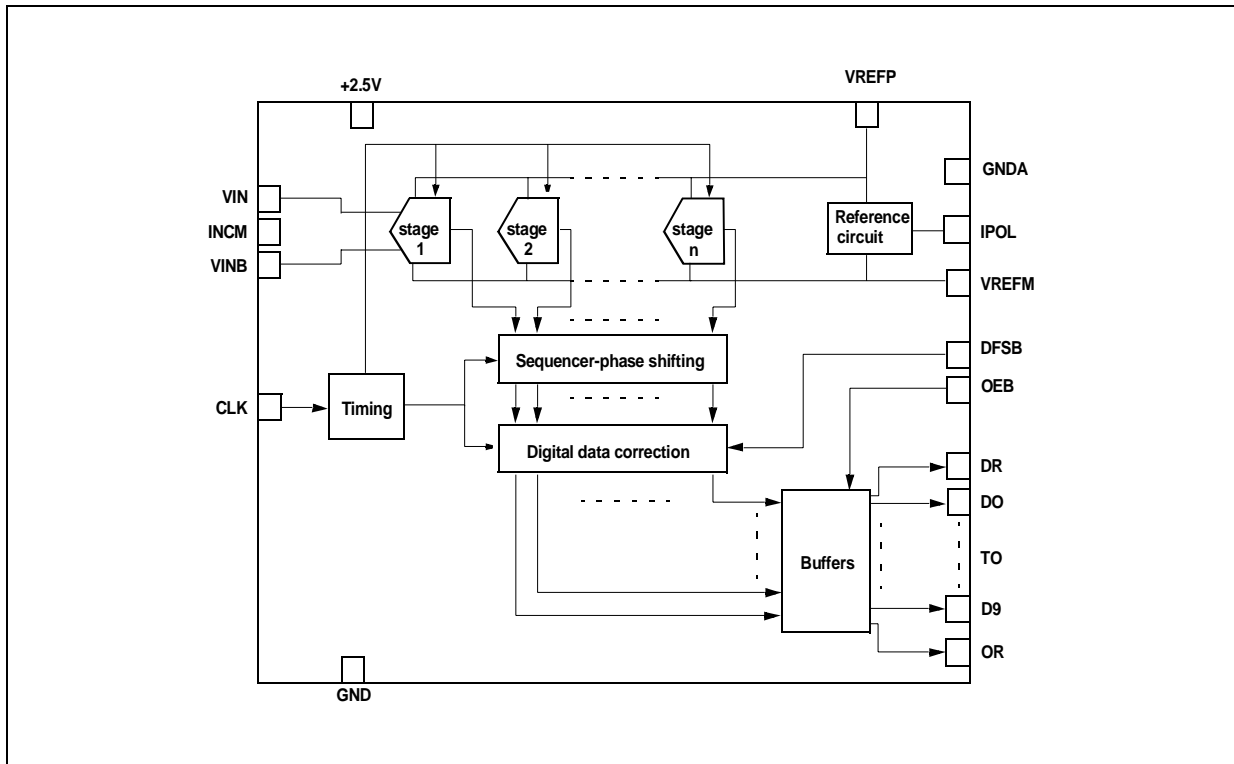 +2.5V
VREFP
GNDA
VIN
INCM
VINB
stage
1
stage
2
stage
n
Reference
circuit
IPOL
VREFM
Sequencer-phase shifting
DFSB
OEB
CLK
Timing
Digital data correction
DR
DO
Buffers
TO
D9
OR
GND